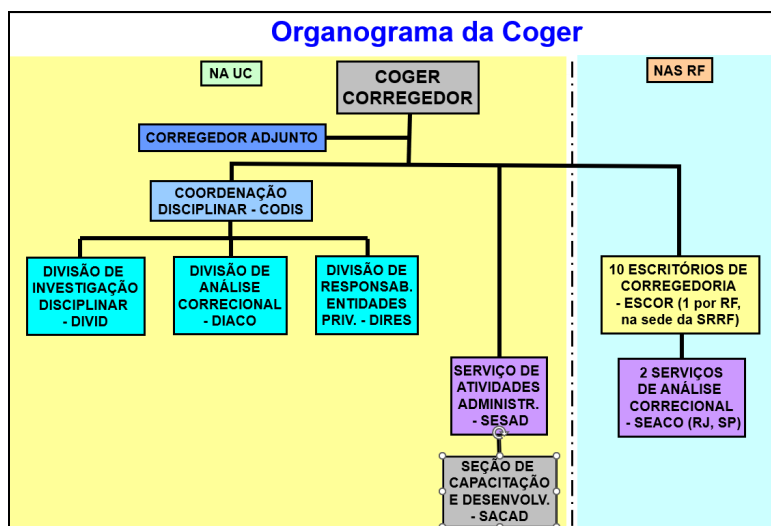 Organograma da Coger
NA UC
COGER
CORREGEDOR
NAS RF
CORREGEDOR ADJUNTO
COORDENAÇÃO
DISCIPLINAR - CODIS
DIVISÃO DE
INVESTIGAÇÃO
DISCIPLINAR
- DIVID
DIVISÃO DE
ANÁLISE
CORRECIONAL
- DIACO
DIVISÃO DE
RESPONSAB.
ENTIDADES
PRIV. - DIRES
10 ESCRITÓRIOS DE
CORREGEDORIA
- ESCOR (1 por RF,
na sede da SRRF)
SERVIÇO DE
ATIVIDADES
ADMINISTR.
- SESAD
2 SERVIÇOS
DE ANÁLISE
CORRECIONAL
- SEACO (RJ, SP)
SEÇÃO DE
CAPACITAÇÃO
E DESENVOLV.
- SACAD